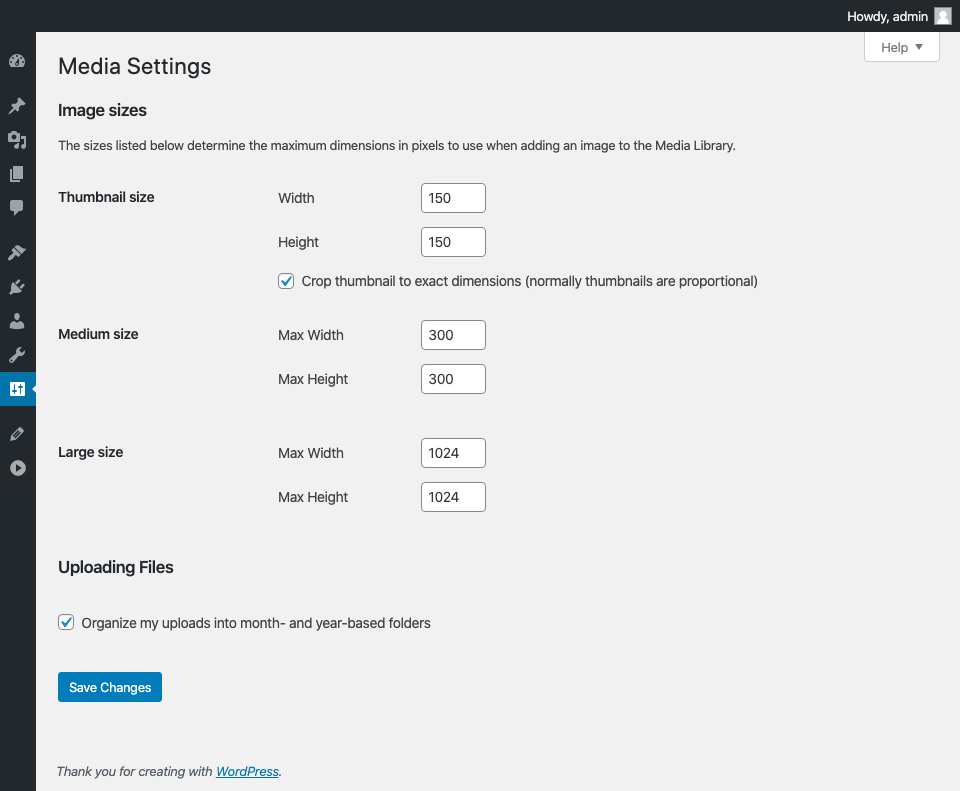 Howdy, admin
Help
Media Settings
Image sizes
The sizes listed below determine the maximum dimensions in pixels to use when adding an image to the Media Library.
Thumbnail size
Width 150
Height 150
Crop thumbnail to exact dimensions (normally thumbnails are proportional)
Medium size
Max Width 300
Max Height 300
Large size
Max Width 1024
Max Height 1024
Uploading Files
Organize my uploads into month- and year-based folders
Save Changes
Thank you for creating with WordPress.